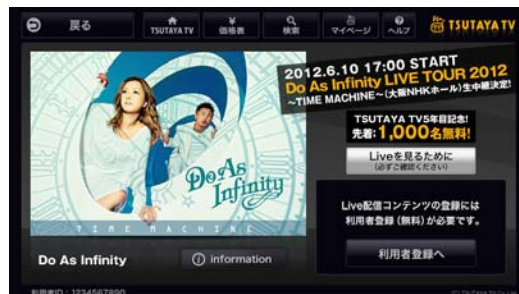 戻る
TSUTAYA TV
¥
価格表
検索
マイページ
?
ヘルプ
TSUTAYA TV
2012.6.10 17:00 START
Do As Infinity LIVE TOUR 2012
~TIME MACHINE~(大阪NHKホール)生中継決定!
TSUTAYA TV5年目記念!
先着:1,000名無料!
Liveを見るために
(必ずご確認ください)
Do As
Infinity
TIME MACHINE
Live配信コンテンツの登録には
利用者登録(無料)が必要です。
利用者登録へ
Do As Infinity
i information
利用者ID:1234567890